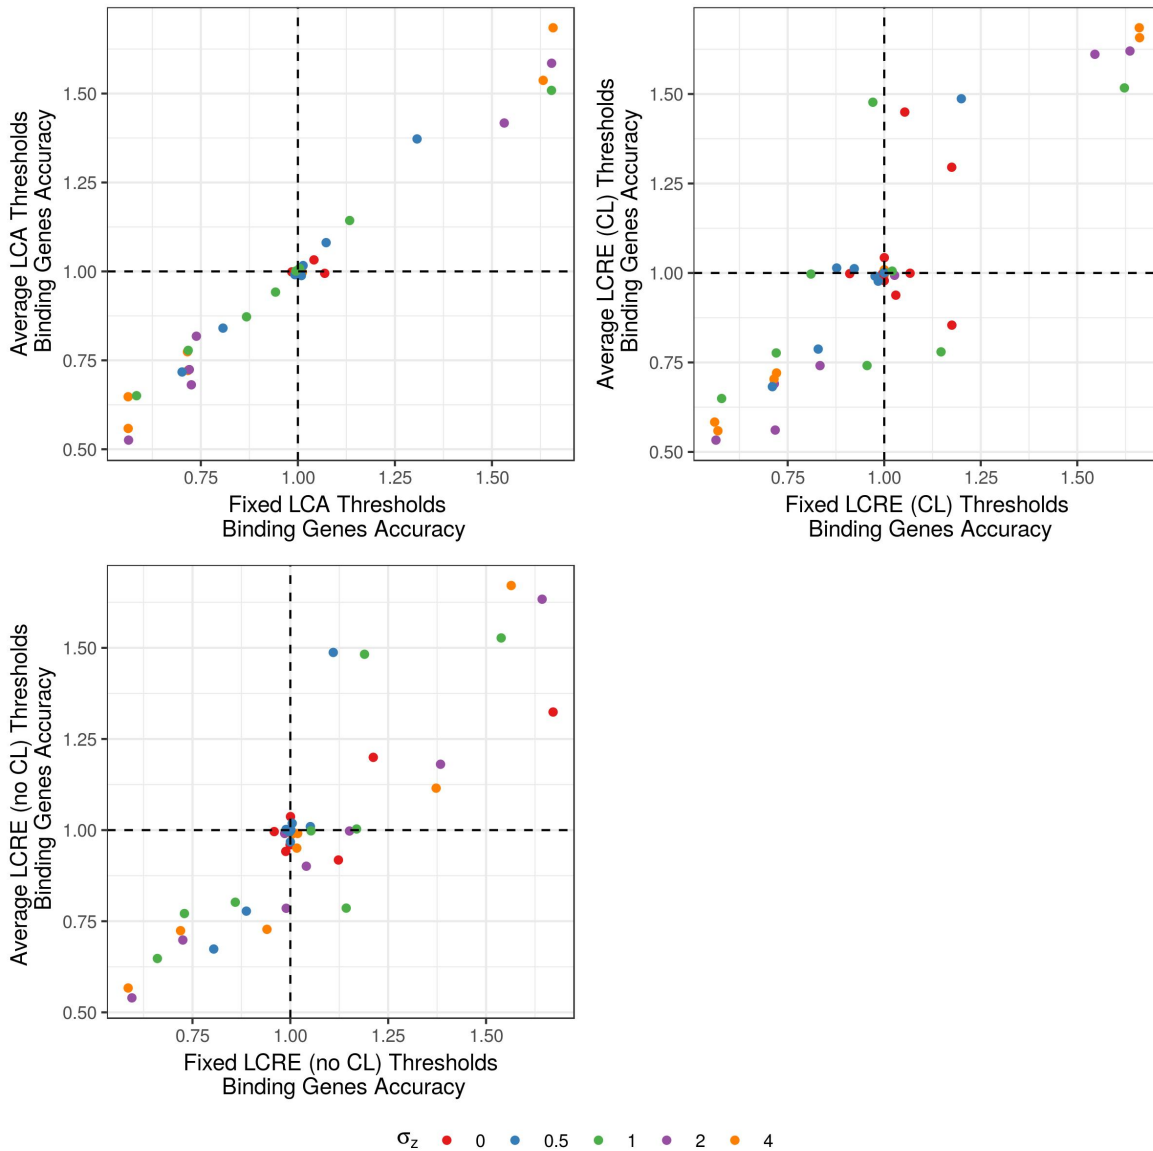 Average LCA Thresholds
Binding Genes Accuracy
1.50
1.25
1.00
0.75
0.50
0.75
1.00
1.25
1.50
Fixed LCA Thresholds
Binding Genes Accuracy
Average LCRE (CL) Thresholds
Binding Genes Accuracy
1.50
1.25
1.00
0.75
0.50
0.75
1.00
1.25
1.50
Fixed LCRE (CL) Thresholds
Binding Genes Accuracy
Average LCRE (no CL) Thresholds
Binding Genes Accuracy
1.50
1.25
1.00
0.75
0.50
0.75
1.00
1.25
1.50
Fixed LCRE (no CL) Thresholds
Binding Genes Accuracy
σz 0 0.5 1 2 4